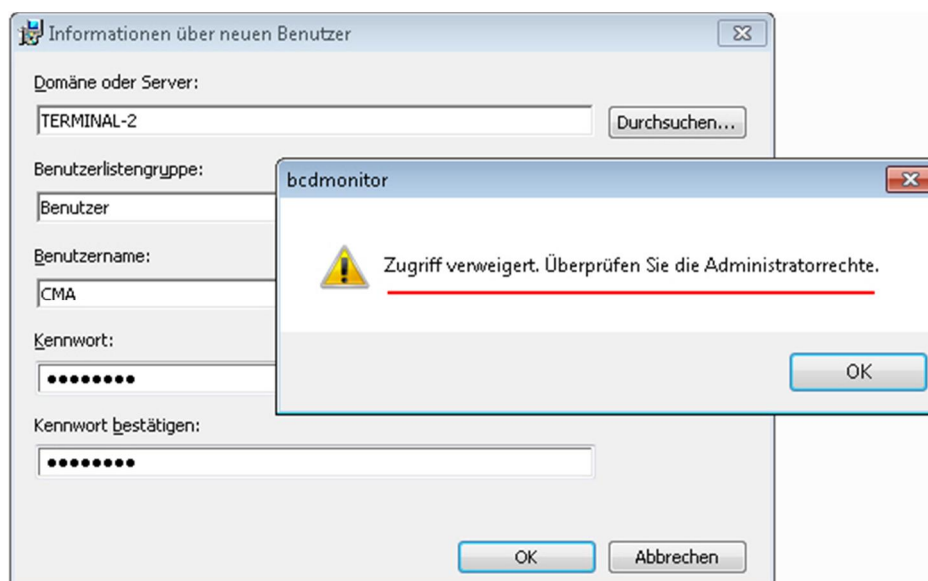 Informationen über neuen Benutzer
Domäne oder Server:
TERMINAL-2
Durchsuchen...
Benutzerlistengruppe:
Benutzer
Benutzername:
CMA
Kennwort:
●●●●●●●●
Kennwort bestätigen:
●●●●●●●●
OK
Abbrechen
bcdmonitor
Zugriff verweigert. Überprüfen Sie die Administratorrechte.
OK